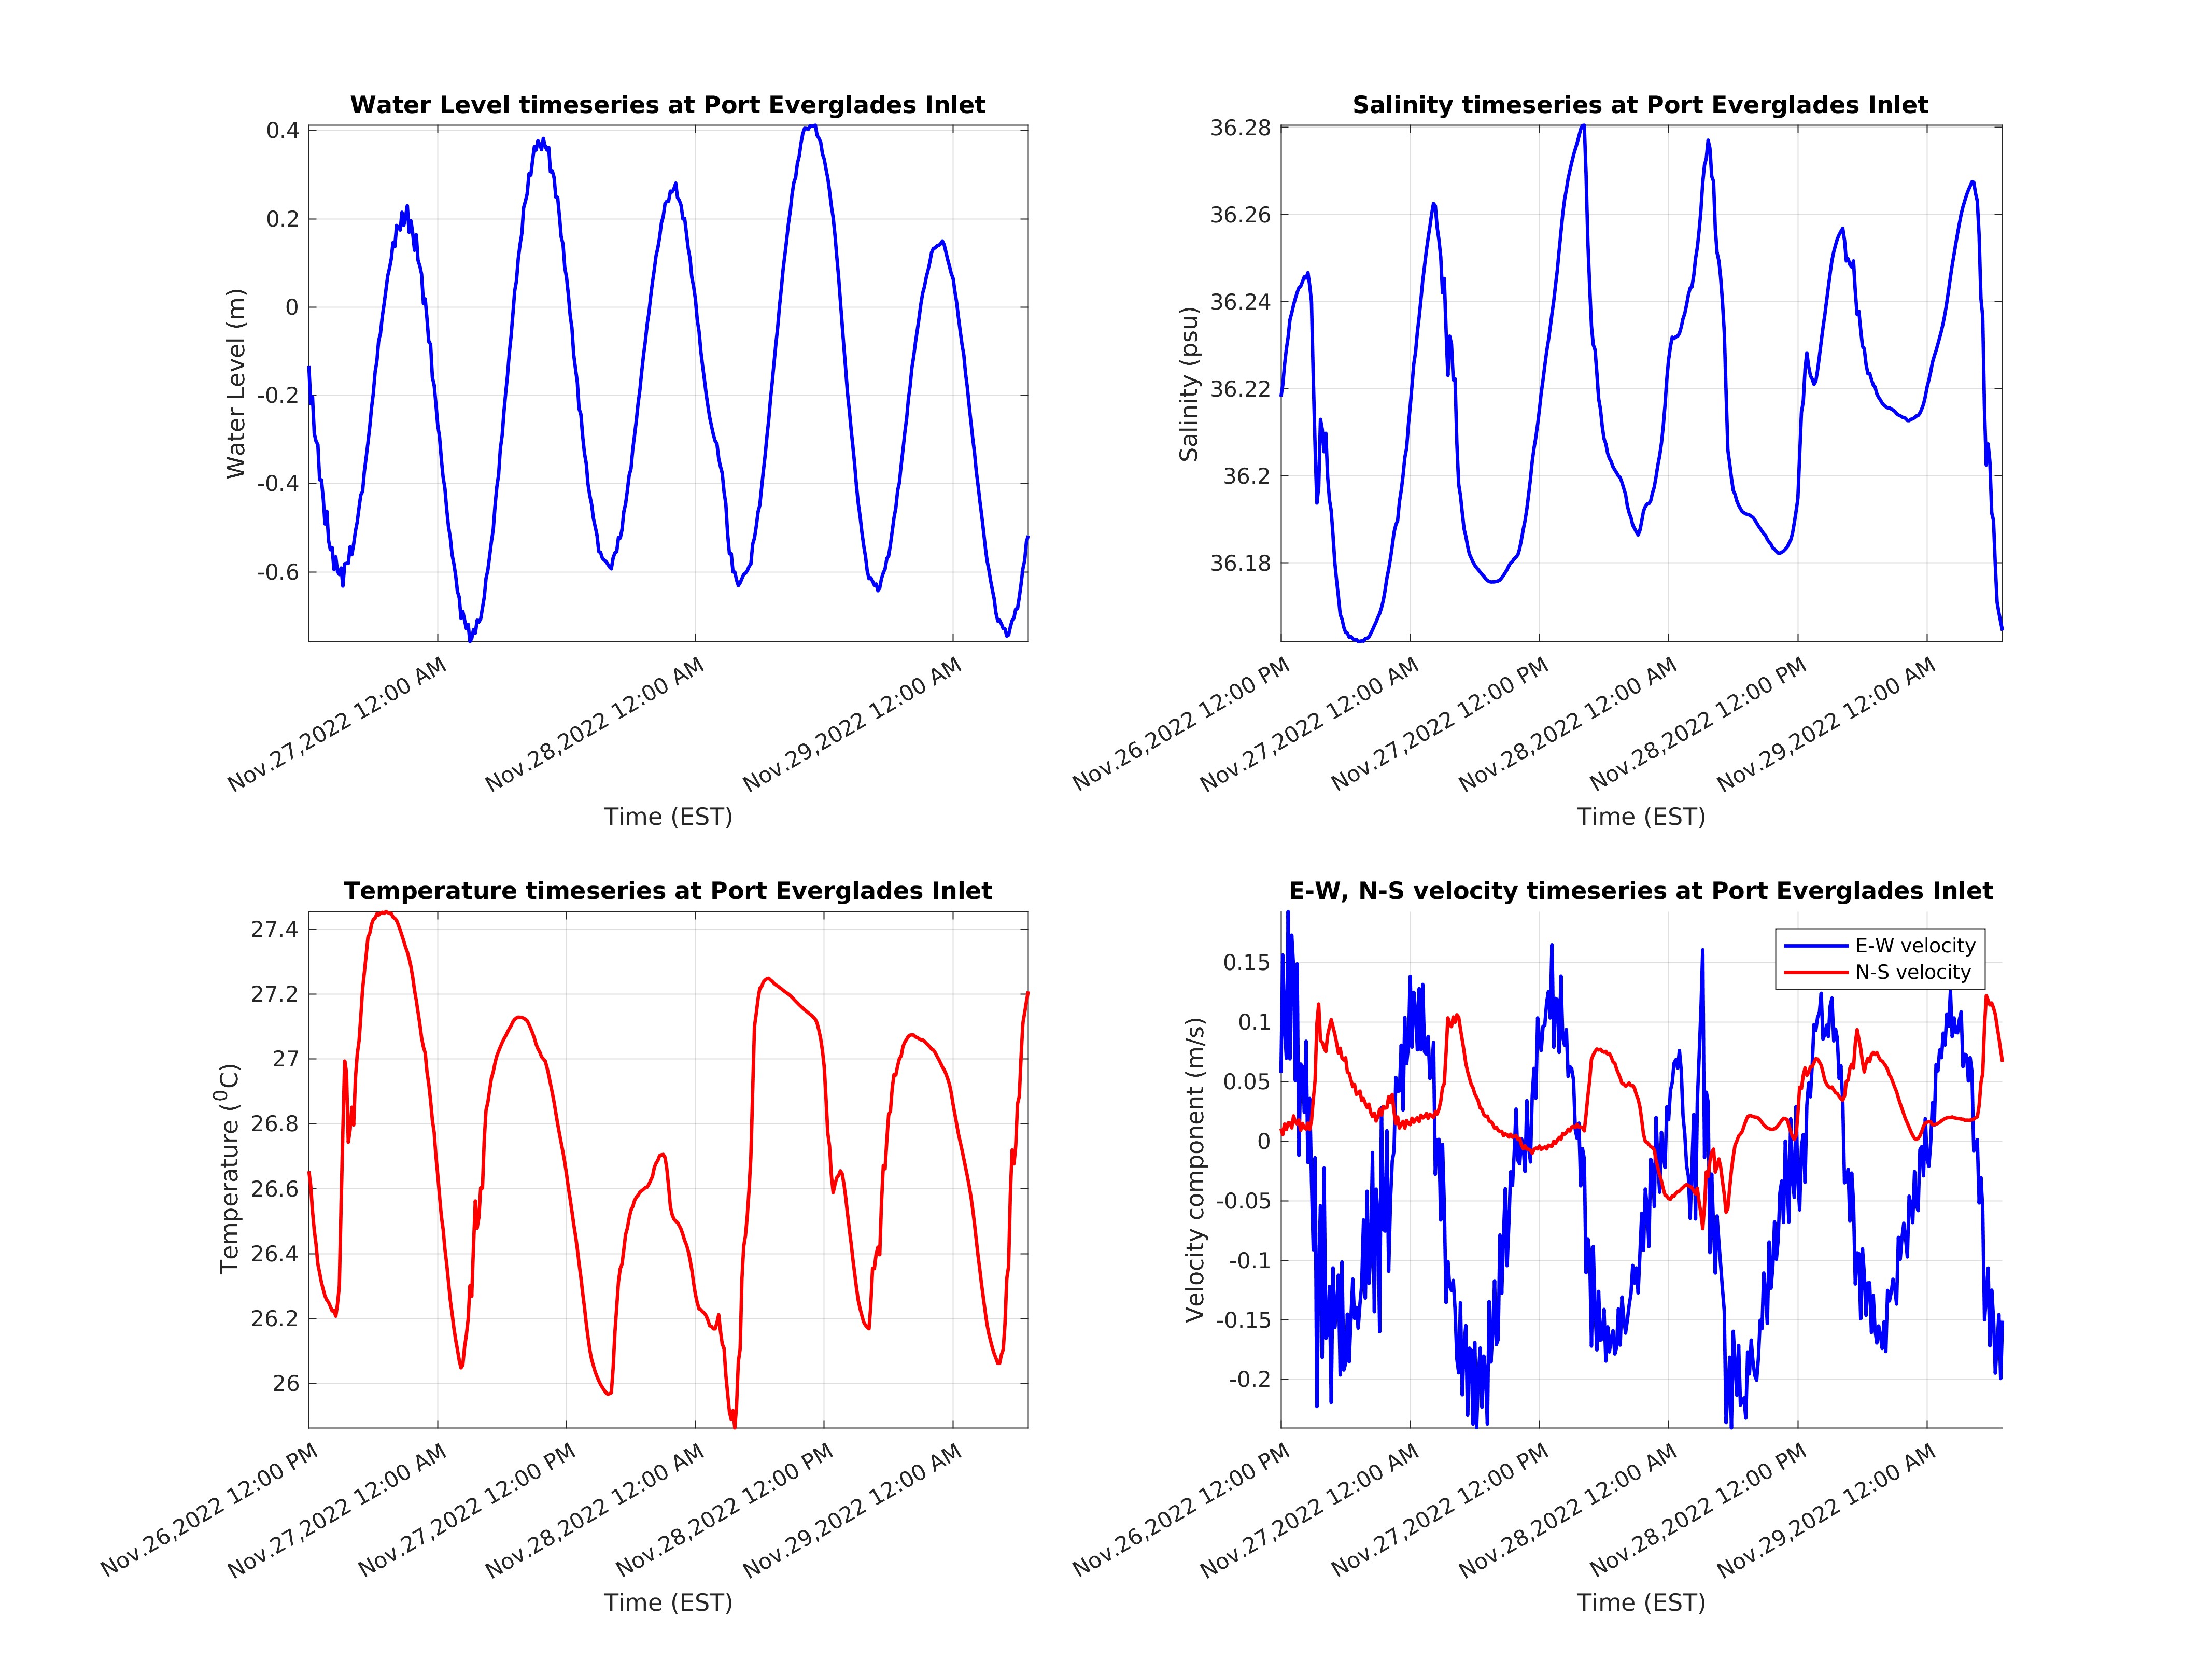 Water Level timeseries at Port Everglades Inlet
Water Level (m)
0.4
0.2
0
-0.2
-0.4
-0.6
Nov.27,2022 12:00 AM
Nov.28,2022 12:00 AM
Nov.29,2022 12:00 AM
Time (EST)
Salinity timeseries at Port Everglades Inlet
Salinity (psu)
36.28
36.26
36.24
36.22
36.2
36.18
Nov.26,2022 12:00 PM
Nov.27,2022 12:00 AM
Nov.27,2022 12:00 PM
Nov.28,2022 12:00 AM
Nov.28,2022 12:00 PM
Nov.29,2022 12:00 AM
Time (EST)
Temperature timeseries at Port Everglades Inlet
Temperature (⁰C)
27.4
27.2
27
26.8
26.6
26.4
26.2
26
Nov.26,2022 12:00 PM
Nov.27,2022 12:00 AM
Nov.27,2022 12:00 PM
Nov.28,2022 12:00 AM
Nov.28,2022 12:00 PM
Nov.29,2022 12:00 AM
Time (EST)
E-W, N-S velocity timeseries at Port Everglades Inlet
E-W velocity
N-S velocity
Velocity component (m/s)
0.15
0.1
0.05
0
-0.05
-0.1
-0.15
-0.2
Nov.26,2022 12:00 PM
Nov.27,2022 12:00 AM
Nov.27,2022 12:00 PM
Nov.28,2022 12:00 AM
Nov.28,2022 12:00 PM
Nov.29,2022 12:00 AM
Time (EST)